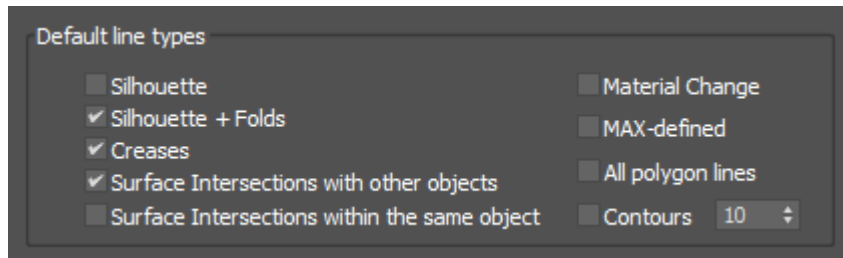 Default line types
Silhouette
Silhouette + Folds
Creases
Surface Intersections with other objects
Surface Intersections within the same object
Material Change
MAX-defined
All polygon lines
Contours 10